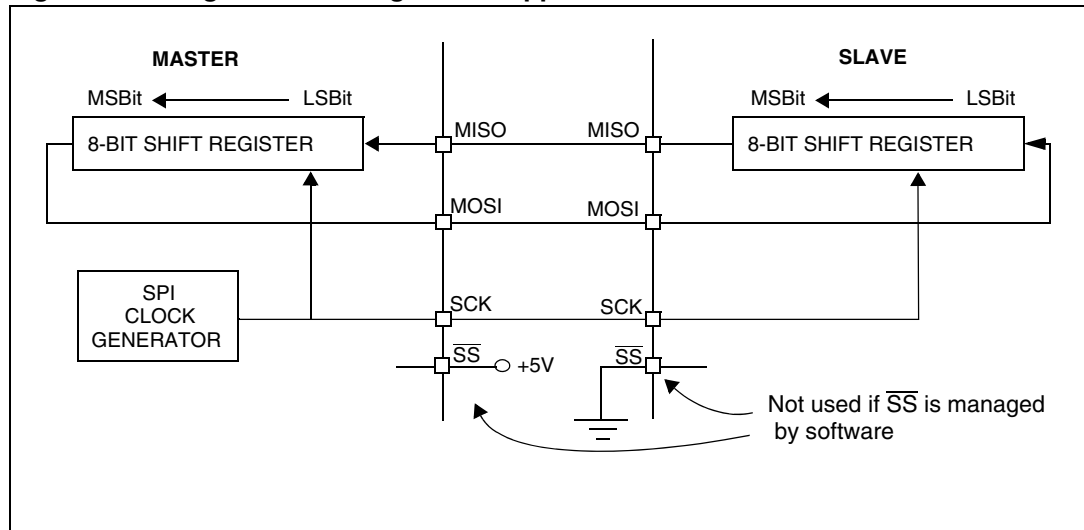 MASTER
SLAVE
MSBit
LSBit
MSBit
LSBit
8-BIT SHIFT REGISTER
MISO
MISO
8-BIT SHIFT REGISTER
MOSI
MOSI
SPI
CLOCK
GENERATOR
SCK
SCK
SS
+5V
SS
Not used if SS is managed
by software